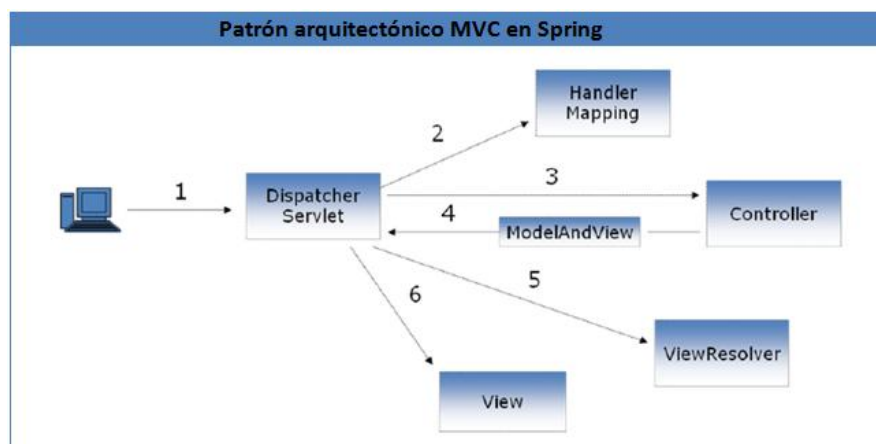 Patrón arquitectónico MVC en Spring
Handler
Mapping
2
1
Dispatcher
Servlet
3
4
ModelAndView
Controller
5
6
ViewResolver
View